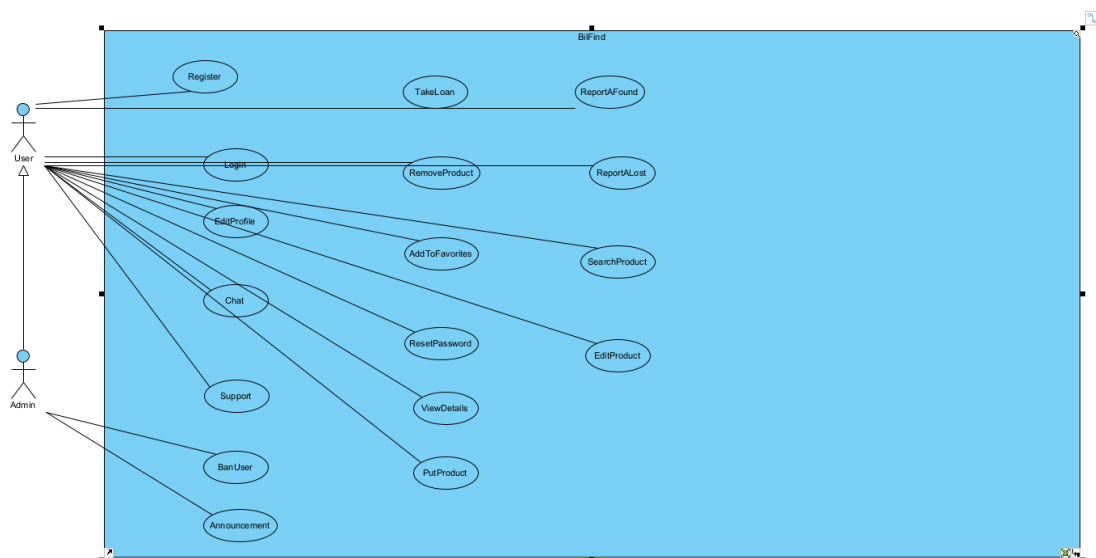 BilFind
Register
TakeLoan
ReportAFound
User
Login
RemoveProduct
ReportALost
EditProfile
AddToFavorites
SearchProduct
Chat
ResetPassword
EditProduct
Admin
Support
ViewDetails
BanUser
PutProduct
Announcement